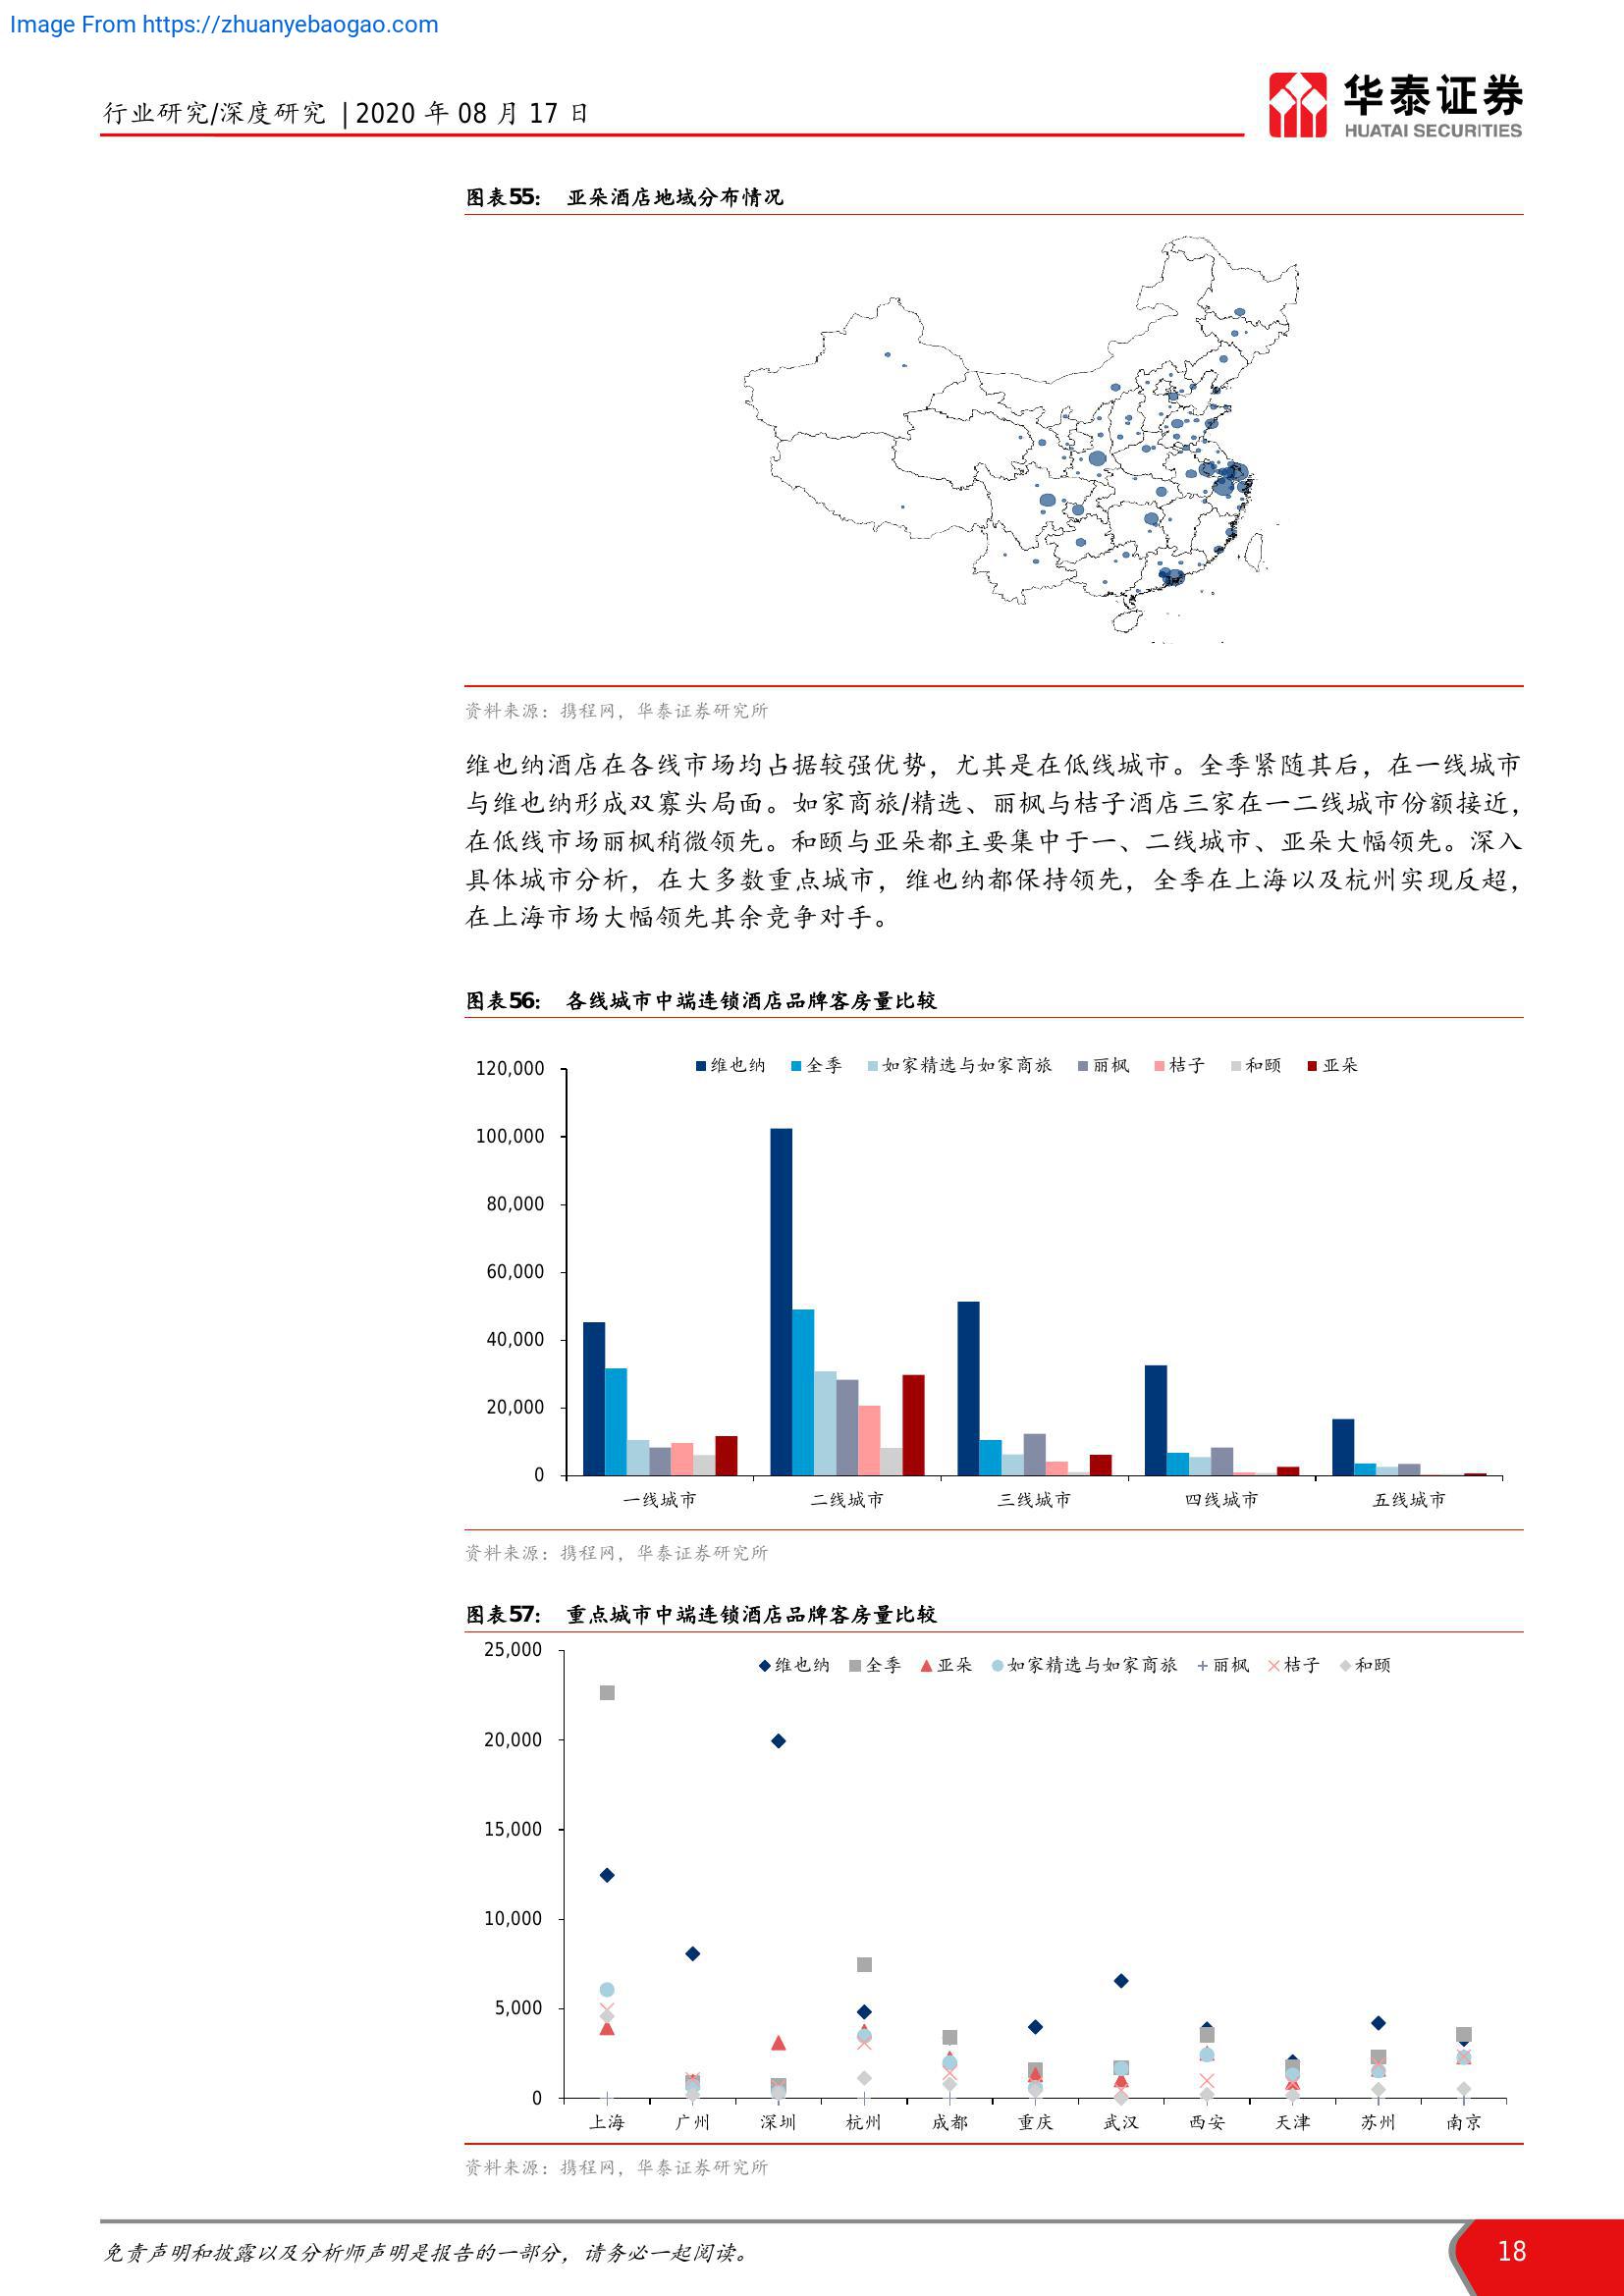 Image From https://zhuanyebaogao.com
行业研究/深度研究 | 2020 年 08 月 17 日
华泰证券
HUATAI SECURITIES
图表55： 亚朵酒店地域分布情况
资料来源：携程网，华泰证券研究所
维也纳酒店在各线市场均占据较强优势，尤其是在低线城市。全季紧随其后，在一线城市
与维也纳形成双寡头局面。如家商旅/精选、丽枫与桔子酒店三家在一二线城市份额接近，
在低线市场丽枫稍微领先。和颐与亚朵都主要集中于一、二线城市、亚朵大幅领先。深入
具体城市分析，在大多数重点城市，维也纳都保持领先，全季在上海以及杭州实现反超，
在上海市场大幅领先其余竞争对手。
图表56： 各线城市中端连锁酒店品牌客房量比较
维也纳 全季 如家精选与如家商旅 丽枫 桔子 和颐 亚朵
120,000
100,000
80,000
60,000
40,000
20,000
0
一线城市 二线城市 三线城市 四线城市 五线城市
资料来源：携程网，华泰证券研究所
图表57： 重点城市中端连锁酒店品牌客房量比较
维也纳 全季 亚朵 如家精选与如家商旅 丽枫 桔子 和颐
25,000
20,000
15,000
10,000
5,000
0
上海 广州 深圳 杭州 成都 重庆 武汉 西安 天津 苏州 南京
资料来源：携程网，华泰证券研究所
免责声明和披露以及分析师声明是报告的一部分，请务必一起阅读。
18